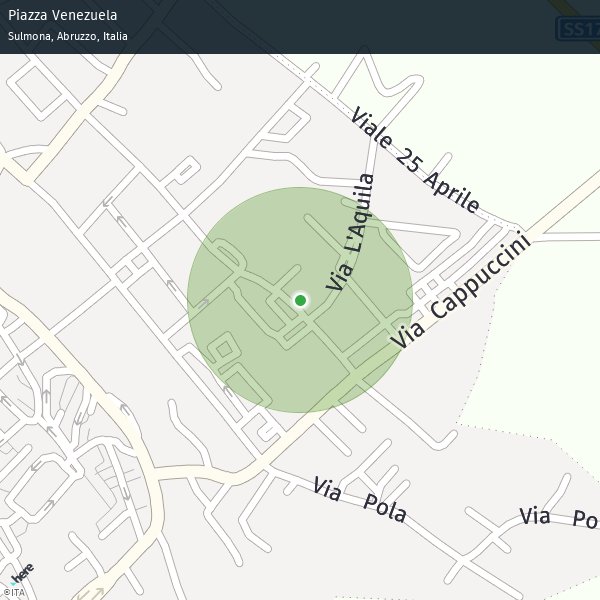 Piazza Venezuela
Sulmona, Abruzzo, Italia
SS17
Viale 25 Aprile
Via L'Aquila
Via Cappuccini
Via Pola
Via Po
here
©ITA